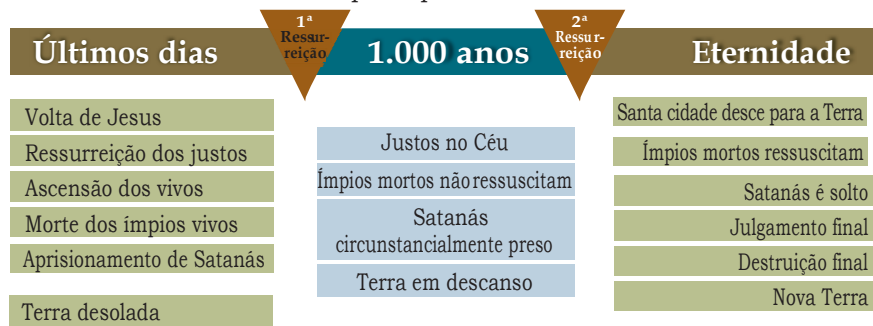 Últimos dias
1ª
Ressur-
reição
1.000 anos
2ª
Ressur-
reição
Eternidade
Volta de Jesus
Ressurreição dos justos
Ascensão dos vivos
Morte dos ímpios vivos
Aprisionamento de Satanás
Terra desolada
Justos no Céu
Ímpios mortos não ressuscitam
Satanás
circunstancialmente preso
Terra em descanso
Santa cidade desce para a Terra
Ímpios mortos ressuscitam
Satanás é solto
Julgamento final
Destruição final
Nova Terra